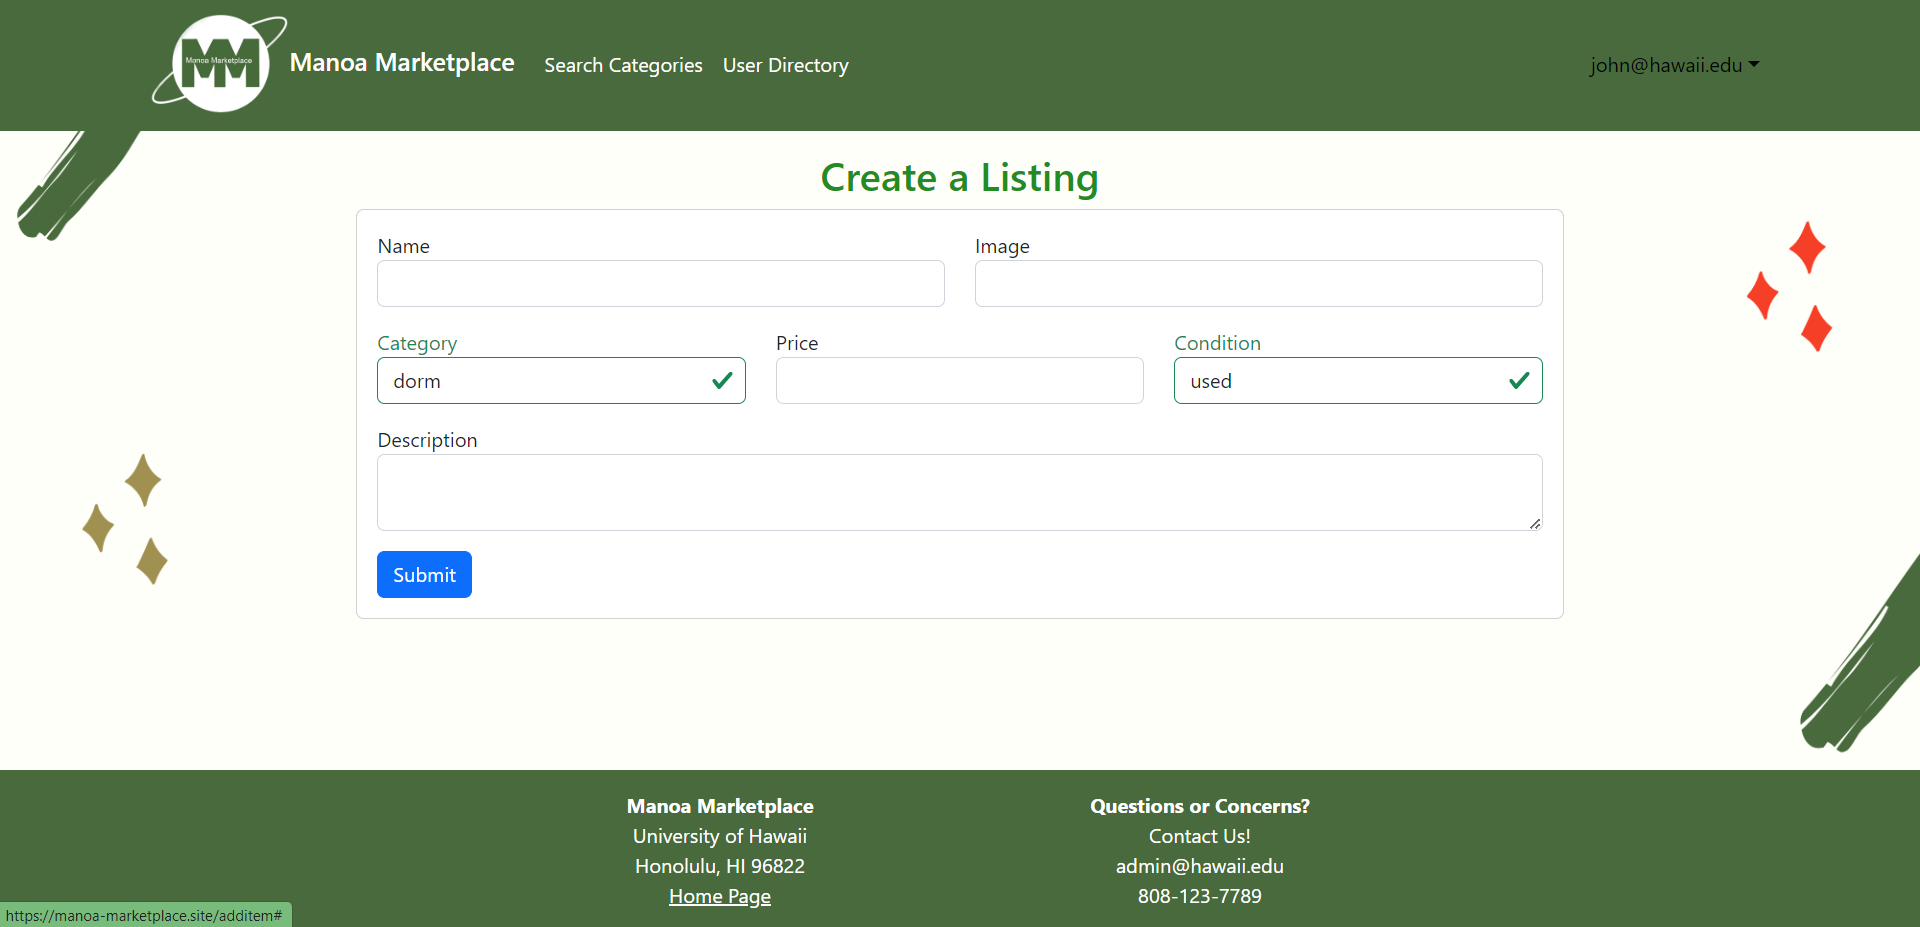 MM
Manoa Marketplace
Manoa Marketplace
Search Categories
User Directory
john@hawaii.edu
Create a Listing
Name
Image
Category
Price
Condition
dorm
used
Description
Submit
Manoa Marketplace
University of Hawaii
Honolulu, HI 96822
Home Page
Questions or Concerns?
Contact Us!
admin@hawaii.edu
808-123-7789
https://manoa-marketplace.site/additem#